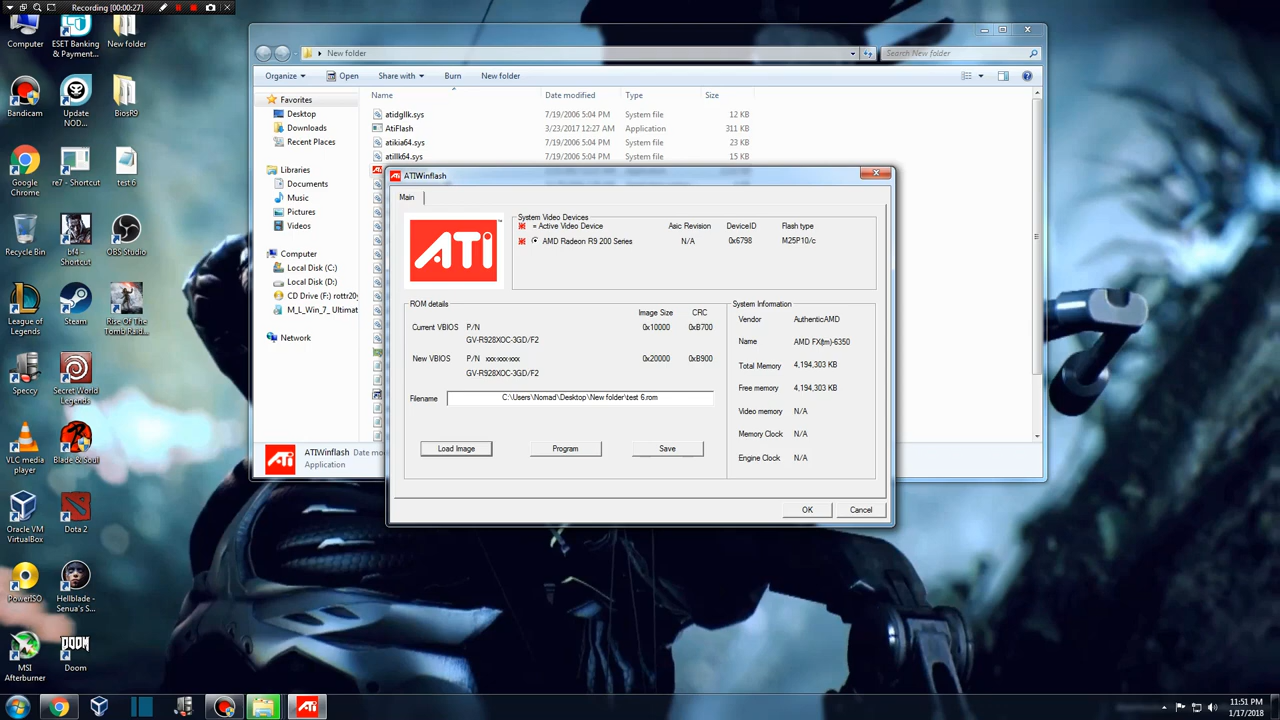 Recording [00:00:27]
Computer
ESET Banking & Payment...
New folder
Bandicam
Update NOD...
BiosR9
Google Chrome
re7 - Shortcut
test 6
Recycle Bin
bf4 - Shortcut
OBS Studio
League of Legends
Steam
Rise Of The Tomb Raid...
Speccy
Secret World Legends
VLC media player
Blade & Soul
Oracle VM VirtualBox
Dota 2
PowerISO
Hellblade - Senua's S...
MSI Afterburner
Doom
New folder
Search New folder
Organize
Open
Share with
Burn
New folder
Favorites
Desktop
Downloads
Recent Places
Libraries
Documents
Music
Pictures
Videos
Computer
Local Disk (C:)
Local Disk (D:)
CD Drive (F:) rottr20y
M_L_Win_7_ Ultimat
Network
Name Date modified Type Size
atidgllk.sys 7/19/2006 5:04 PM System file 12 KB
AtiFlash 3/23/2017 12:27 AM Application 311 KB
atikia64.sys 7/19/2006 5:04 PM System file 23 KB
atillk64.sys 7/19/2006 5:04 PM System file 15 KB
ATIWinflash Date mo
Application
ATIWinflash
Main
ATI
System Video Devices
= Active Video Device Asic Revision DeviceID Flash type
AMD Radeon R9 200 Series N/A 0x6798 M25P10/c
ROM details
Image Size CRC
Current VBIOS P/N 0x10000 0xB700
GV-R928XOC-3GD/F2
New VBIOS P/N xxx-xxx-xxx 0x20000 0xB900
GV-R928XOC-3GD/F2
Filename C:\Users\Nomad\Desktop\New folder\test 6.rom
Load Image Program Save
System Information
Vendor AuthenticAMD
Name AMD FX(tm)-6350
Total Memory 4,194,303 KB
Free memory 4,194,303 KB
Video memory N/A
Memory Clock N/A
Engine Clock N/A
OK Cancel
11:51 PM
1/17/2018